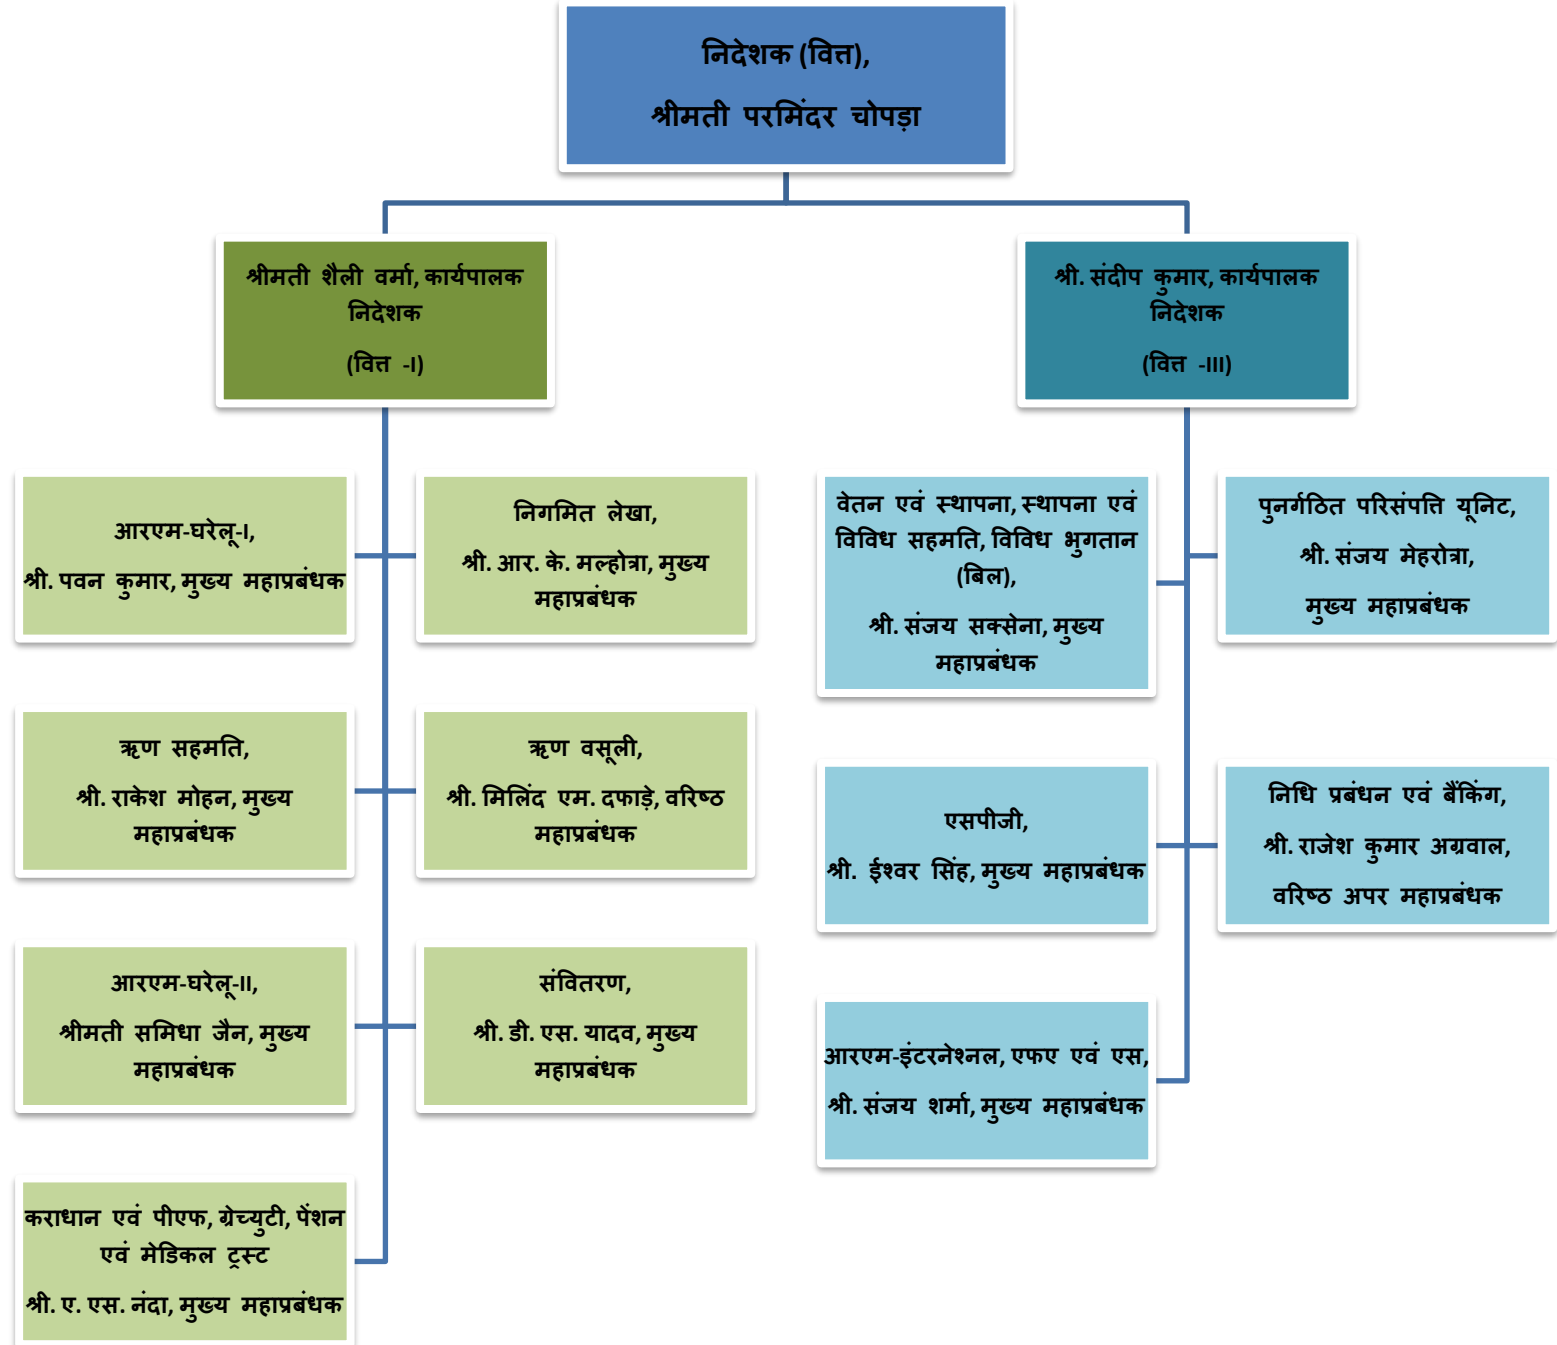 निदेशक (वित्त),
श्रीमती परमिंदर चोपड़ा
श्रीमती शैली वर्मा, कार्यपालक
निदेशक
(वित्त -I)
श्री. संदीप कुमार, कार्यपालक
निदेशक
(वित्त -III)
आरएम-घरेलू-I,
श्री. पवन कुमार, मुख्य महाप्रबंधक
निगमित लेखा,
श्री. आर. के. मल्होत्रा, मुख्य
महाप्रबंधक
वेतन एवं स्थापना, स्थापना एवं
विविध सहमति, विविध भुगतान
(बिल),
श्री. संजय सक्सेना, मुख्य
महाप्रबंधक
पुनर्गठित परिसंपत्ति यूनिट,
श्री. संजय मेहरोत्रा,
मुख्य महाप्रबंधक
ऋण सहमति,
श्री. राकेश मोहन, मुख्य
महाप्रबंधक
ऋण वसूली,
श्री. मिलिंद एम. दफाड़े, वरिष्ठ
महाप्रबंधक
एसपीजी,
श्री. ईश्वर सिंह, मुख्य महाप्रबंधक
निधि प्रबंधन एवं बैंकिंग,
श्री. राजेश कुमार अग्रवाल,
वरिष्ठ अपर महाप्रबंधक
आरएम-घरेलू-II,
श्रीमती समिधा जैन, मुख्य
महाप्रबंधक
संवितरण,
श्री. डी. एस. यादव, मुख्य
महाप्रबंधक
आरएम-इंटरनेश्नल, एफए एवं एस,
श्री. संजय शर्मा, मुख्य महाप्रबंधक
कराधान एवं पीएफ, ग्रेच्युटी, पेंशन
एवं मेडिकल ट्रस्ट
श्री. ए. एस. नंदा, मुख्य महाप्रबंधक